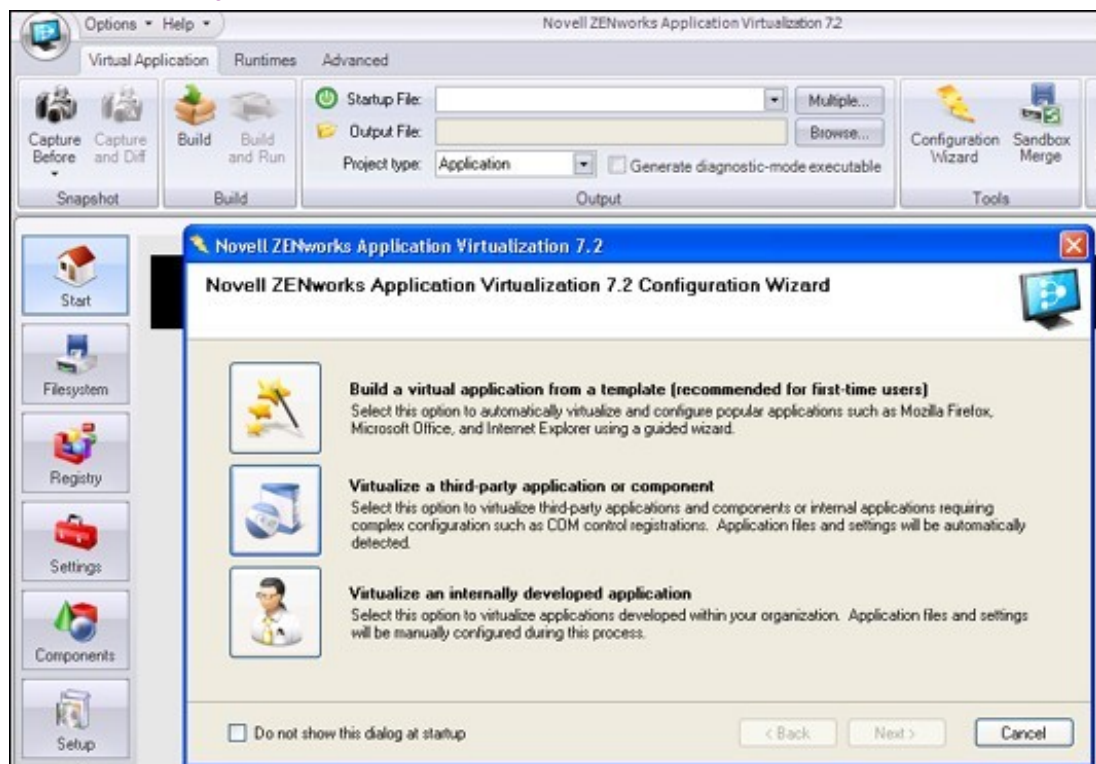 Options Help
Novell ZENworks Application Virtualization 7.2
Virtual Application Runtimes Advanced
Startup File: Multiple...
Output File: Browse...
Project type: Application Generate diagnostic-mode executable
Capture Before
Capture and Diff
Build
Build and Run
Configuration Wizard
Sandbox Merge
Snapshot Build Output Tools
Start
Filesystem
Registry
Settings
Components
Setup
Novell ZENworks Application Virtualization 7.2
Novell ZENworks Application Virtualization 7.2 Configuration Wizard
Build a virtual application from a template (recommended for first-time users)
Select this option to automatically virtualize and configure popular applications such as Mozilla Firefox,
Microsoft Office, and Internet Explorer using a guided wizard.
Virtualize a third-party application or component
Select this option to virtualize third-party applications and components or internal applications requiring
complex configuration such as COM control registrations. Application files and settings will be automatically
detected.
Virtualize an internally developed application
Select this option to virtualize applications developed within your organization. Application files and settings
will be manually configured during this process.
Do not show this dialog at startup
< Back Next > Cancel